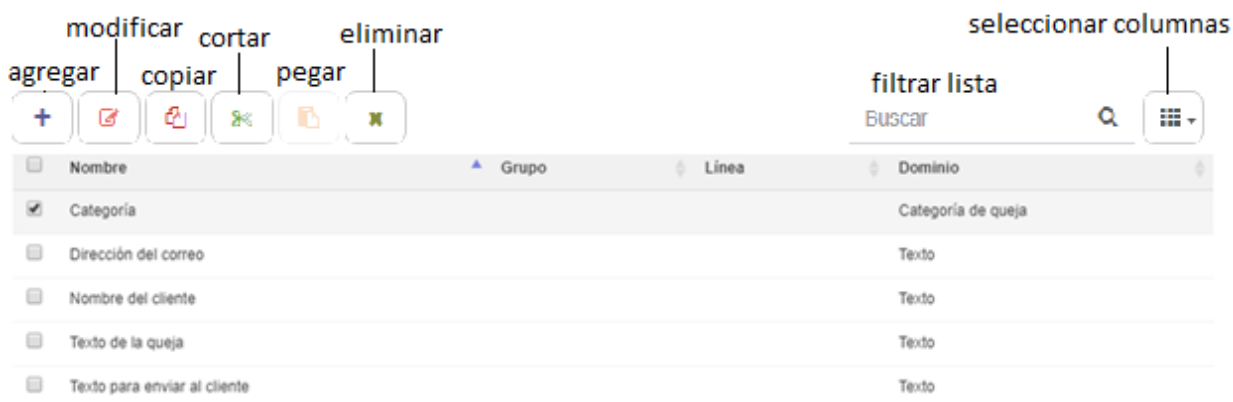 modificar cortar eliminar seleccionar columnas
agregar copiar pegar filtrar lista
Buscar
Nombre Grupo Línea Dominio
Categoría Categoría de queja
Dirección del correo Texto
Nombre del cliente Texto
Texto de la queja Texto
Texto para enviar al cliente Texto